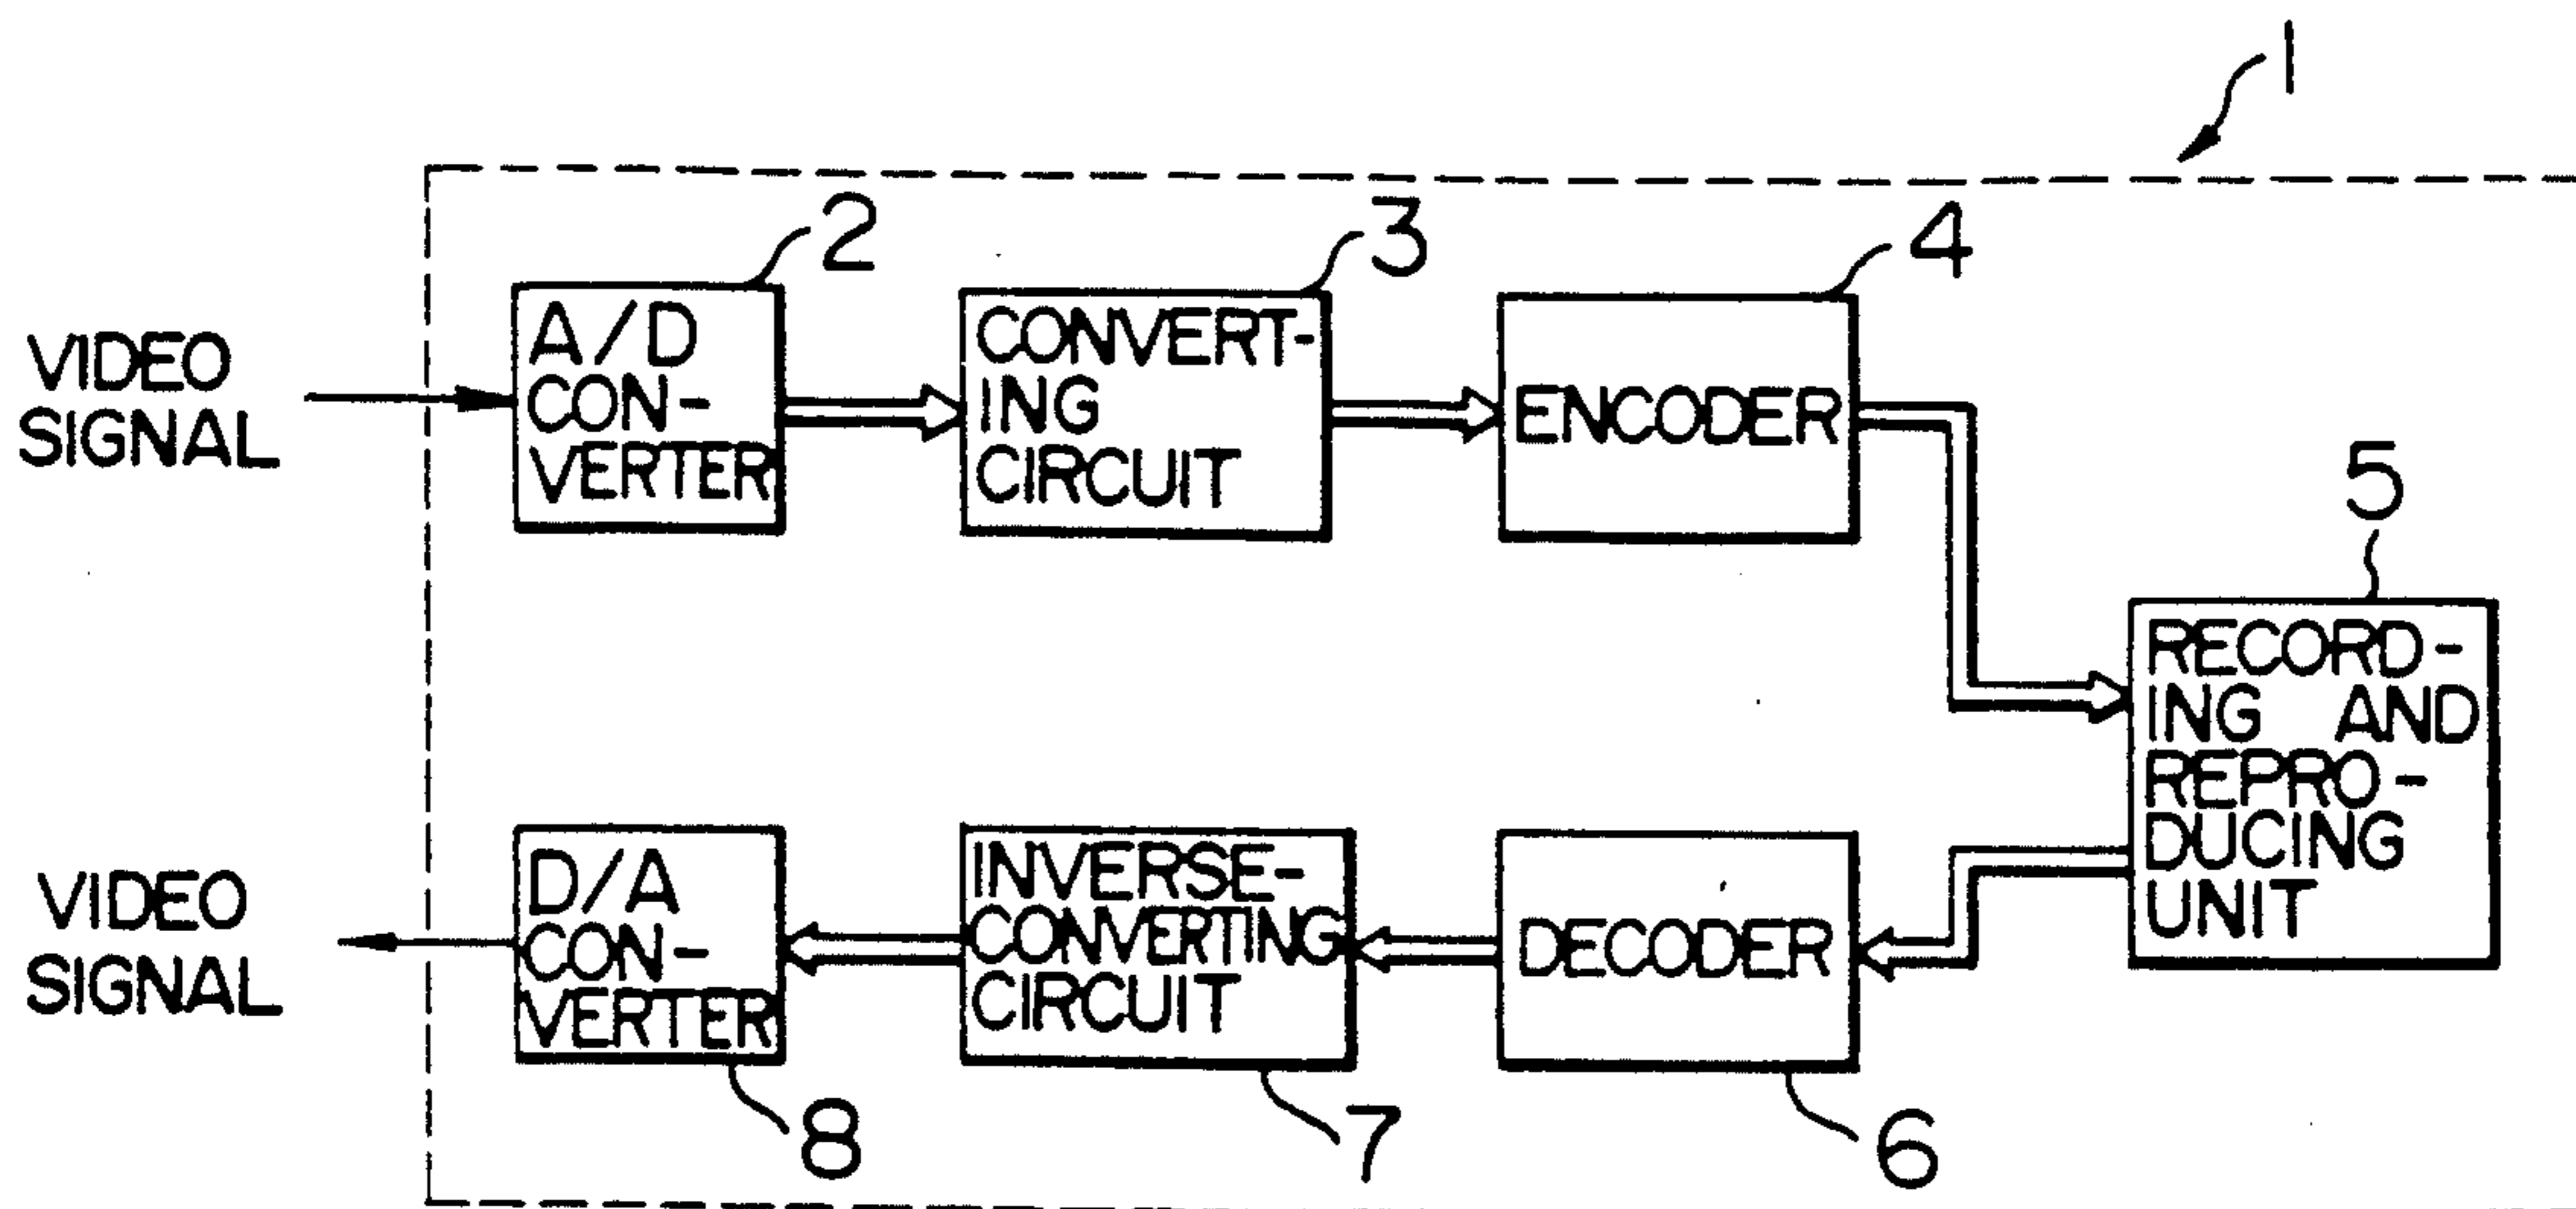 1
2
3
4
VIDEO
SIGNAL
A/D
CON-
VERTER
CONVERT-
ING
CIRCUIT
ENCODER
5
RECORD-
ING AND
REPRO-
DUCING
UNIT
VIDEO
SIGNAL
D/A
CON-
VERTER
INVERSE-
CONVERTING
CIRCUIT
DECODER
8
7
6